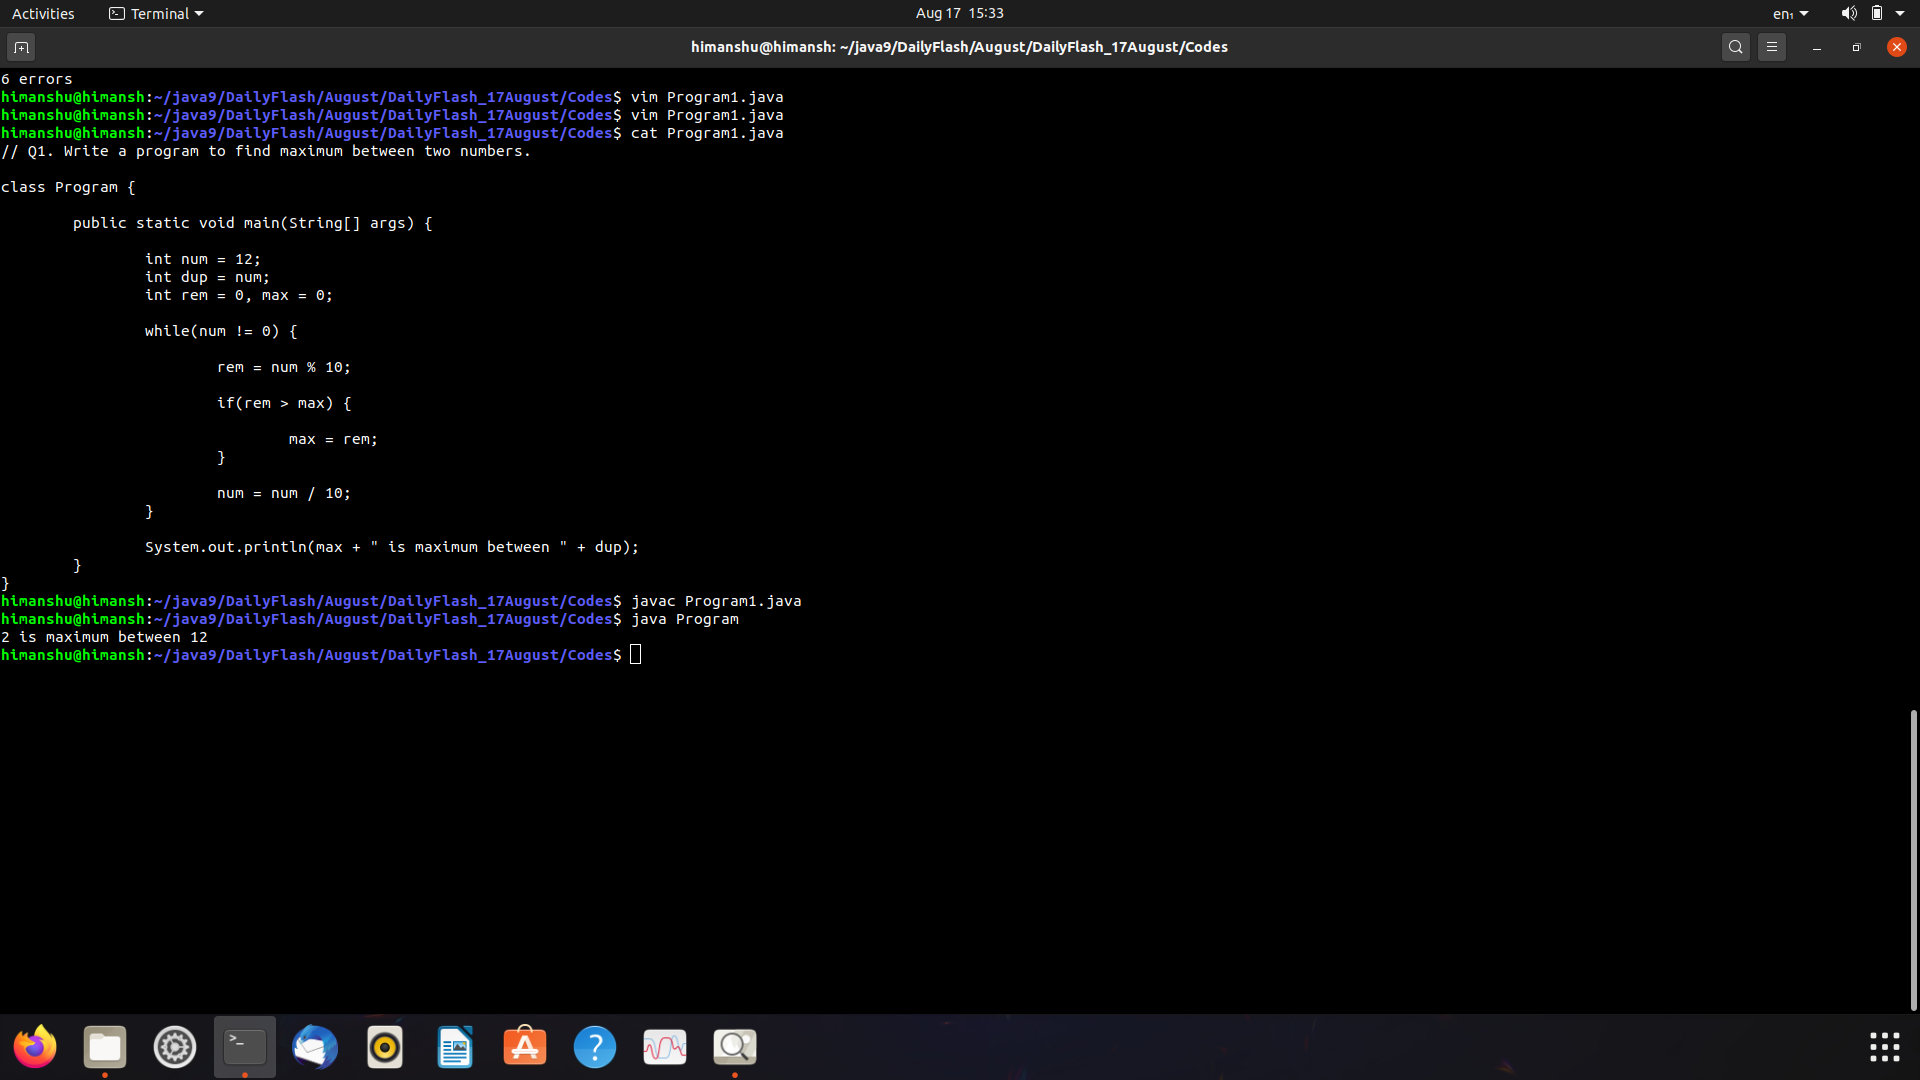 Activities
Terminal
Aug 17 15:33
en₁
himanshu@himansh: ~/java9/DailyFlash/August/DailyFlash_17August/Codes
6 errors
himanshu@himansh:~/java9/DailyFlash/August/DailyFlash_17August/Codes$ vim Program1.java
himanshu@himansh:~/java9/DailyFlash/August/DailyFlash_17August/Codes$ vim Program1.java
himanshu@himansh:~/java9/DailyFlash/August/DailyFlash_17August/Codes$ cat Program1.java
// Q1. Write a program to find maximum between two numbers.
class Program {
public static void main(String[] args) {
int num = 12;
int dup = num;
int rem = 0, max = 0;
while(num != 0) {
rem = num % 10;
if(rem > max) {
max = rem;
}
num = num / 10;
}
System.out.println(max + " is maximum between " + dup);
}
}
himanshu@himansh:~/java9/DailyFlash/August/DailyFlash_17August/Codes$ javac Program1.java
himanshu@himansh:~/java9/DailyFlash/August/DailyFlash_17August/Codes$ java Program
2 is maximum between 12
himanshu@himansh:~/java9/DailyFlash/August/DailyFlash_17August/Codes$